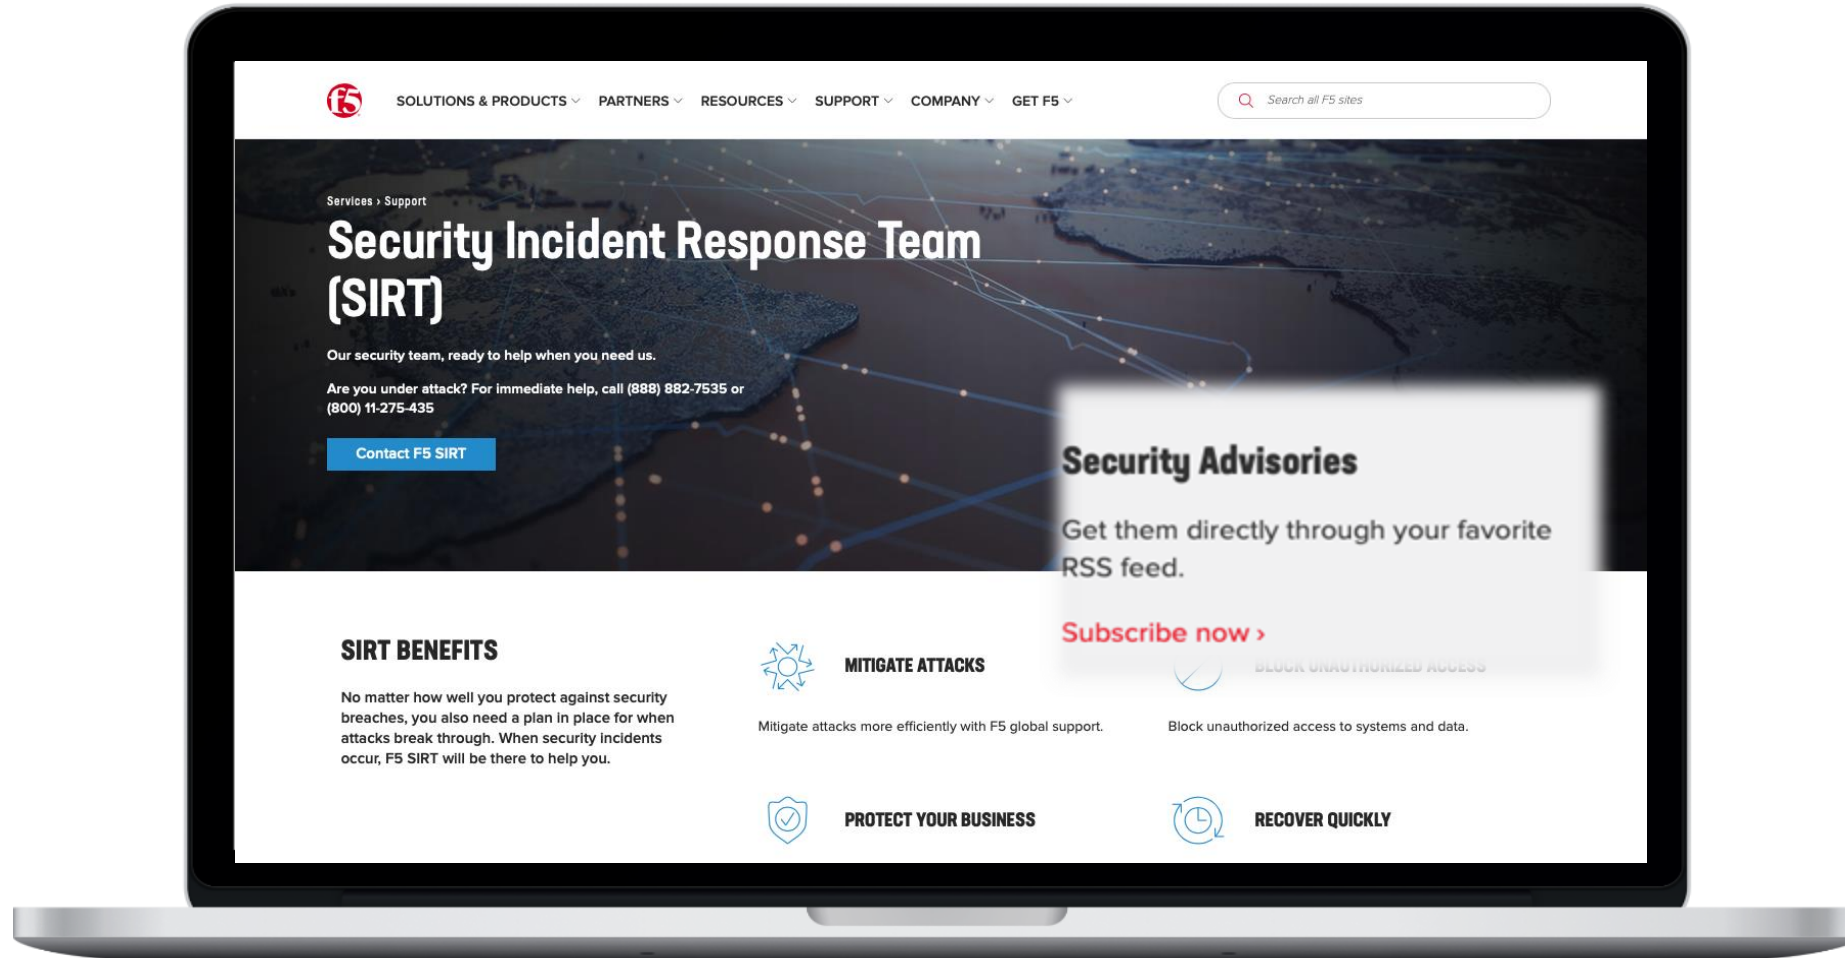 f5
SOLUTIONS & PRODUCTS
PARTNERS
RESOURCES
SUPPORT
COMPANY
GET F5
Search all F5 sites
Services › Support
Security Incident Response Team
(SIRT)
Our security team, ready to help when you need us.
Are you under attack? For immediate help, call (888) 882-7535 or
(800) 11-275-435
Contact F5 SIRT
Security Advisories
Get them directly through your favorite
RSS feed.
Subscribe now ›
SIRT BENEFITS
No matter how well you protect against security
breaches, you also need a plan in place for when
attacks break through. When security incidents
occur, F5 SIRT will be there to help you.
MITIGATE ATTACKS
Mitigate attacks more efficiently with F5 global support.
BLOCK UNAUTHORIZED ACCESS
Block unauthorized access to systems and data.
PROTECT YOUR BUSINESS
RECOVER QUICKLY